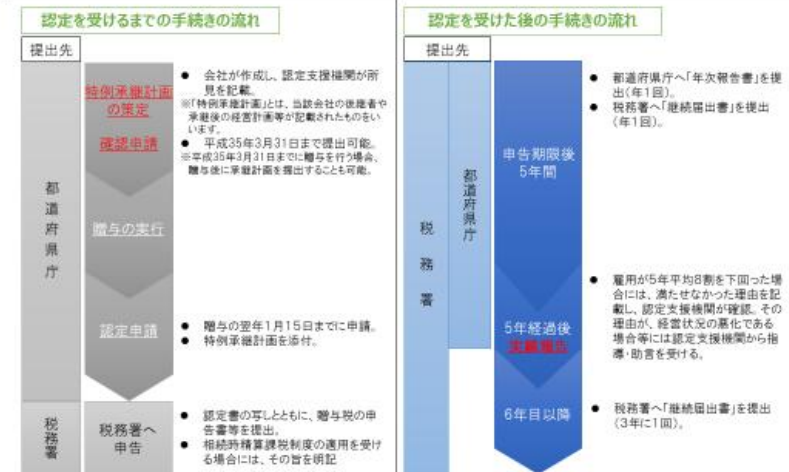 認定を受けるまでの手続きの流れ
提出先
都道府県庁
特例承継計画
の策定
確認申請
● 会社が作成し、認定支援機関が所
見を記載。
※「特例承継計画」とは、当該会社の後継者や
承継後の経営計画等が記載されたものをい
います。
● 平成35年3月31日まで提出可能。
※平成35年3月31日までに贈与を行う場合、
贈与後に承継計画を提出することも可能。
贈与の実行
認定申請
● 贈与の翌年1月15日までに申請。
● 特例承継計画を添付。
税務署
税務署へ
申告
● 認定書の写しとともに、贈与税の申
告書等を提出。
● 相続時精算課税制度の適用を受け
る場合には、その旨を明記
認定を受けた後の手続きの流れ
提出先
税務署
都道府県庁
申告期限後
5年間
● 都道府県庁へ「年次報告書」を提
出(年1回)。
● 税務署へ「継続届出書」を提出
(年1回)。
5年経過後
実績報告
● 雇用が5年平均8割を下回った場
合には、満たせなかった理由を記
載し、認定支援機関が確認。その
理由が、経営状況の悪化である
場合等には認定支援機関から指
導・助言を受ける。
6年目以降
● 税務署へ「継続届出書」を提出
(3年に1回)。